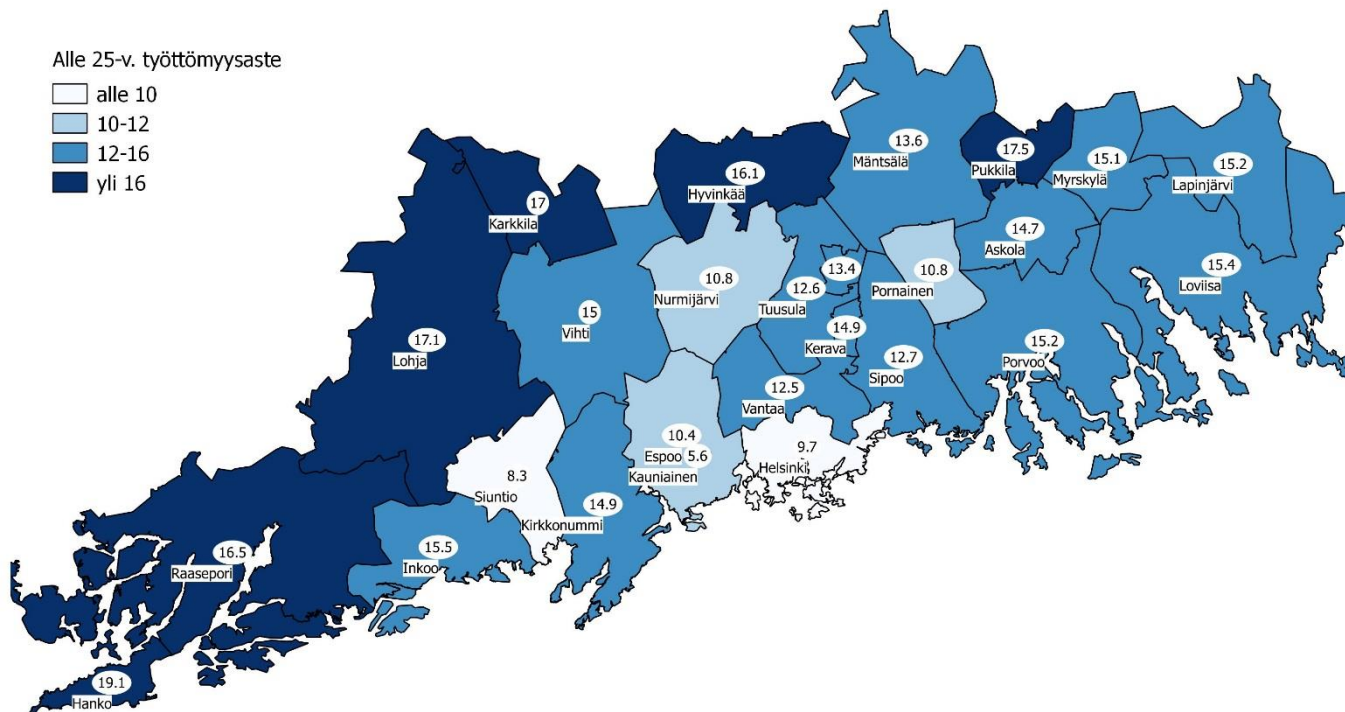 Alle 25-v. työttömyysaste
alle 10
10-12
12-16
yli 16
13.6
Mäntsälä
17.5
Pukkila
15.1
Myrskylä
15.2
Lapinjärvi
16.1
Hyvinkää
17
Karkkila
14.7
Askola
15.4
Loviisa
10.8
Nurmijärvi
13.4
12.6
Tuusula
10.8
Pornainen
15
Vihti
17.1
Lohja
14.9
Kerava
12.7
Sipoo
15.2
Porvoo
12.5
Vantaa
10.4
Espoo
5.6
Kauniainen
9.7
Helsinki
8.3
Siuntio
14.9
Kirkkonummi
15.5
Inkoo
16.5
Raasepori
19.1
Hanko